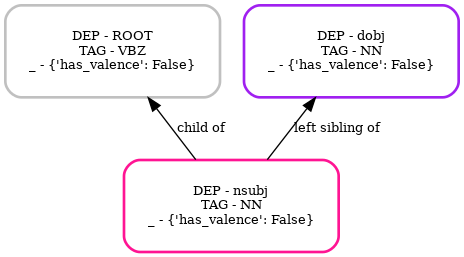 DEP - ROOT
TAG - VBZ
_ - {'has_valence': False}
DEP - dobj
TAG - NN
_ - {'has_valence': False}
child of
left sibling of
DEP - nsubj
TAG - NN
_ - {'has_valence': False}